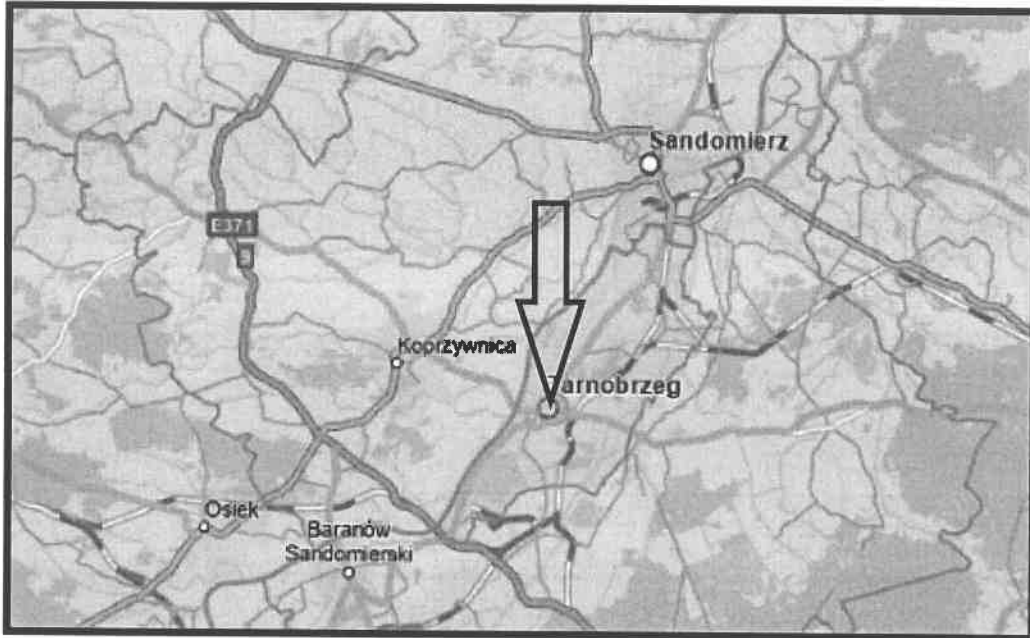 Sandomierz
E371
Koprzywnica
Tarnobrzeg
Osiek
Baranów
Sandomierski